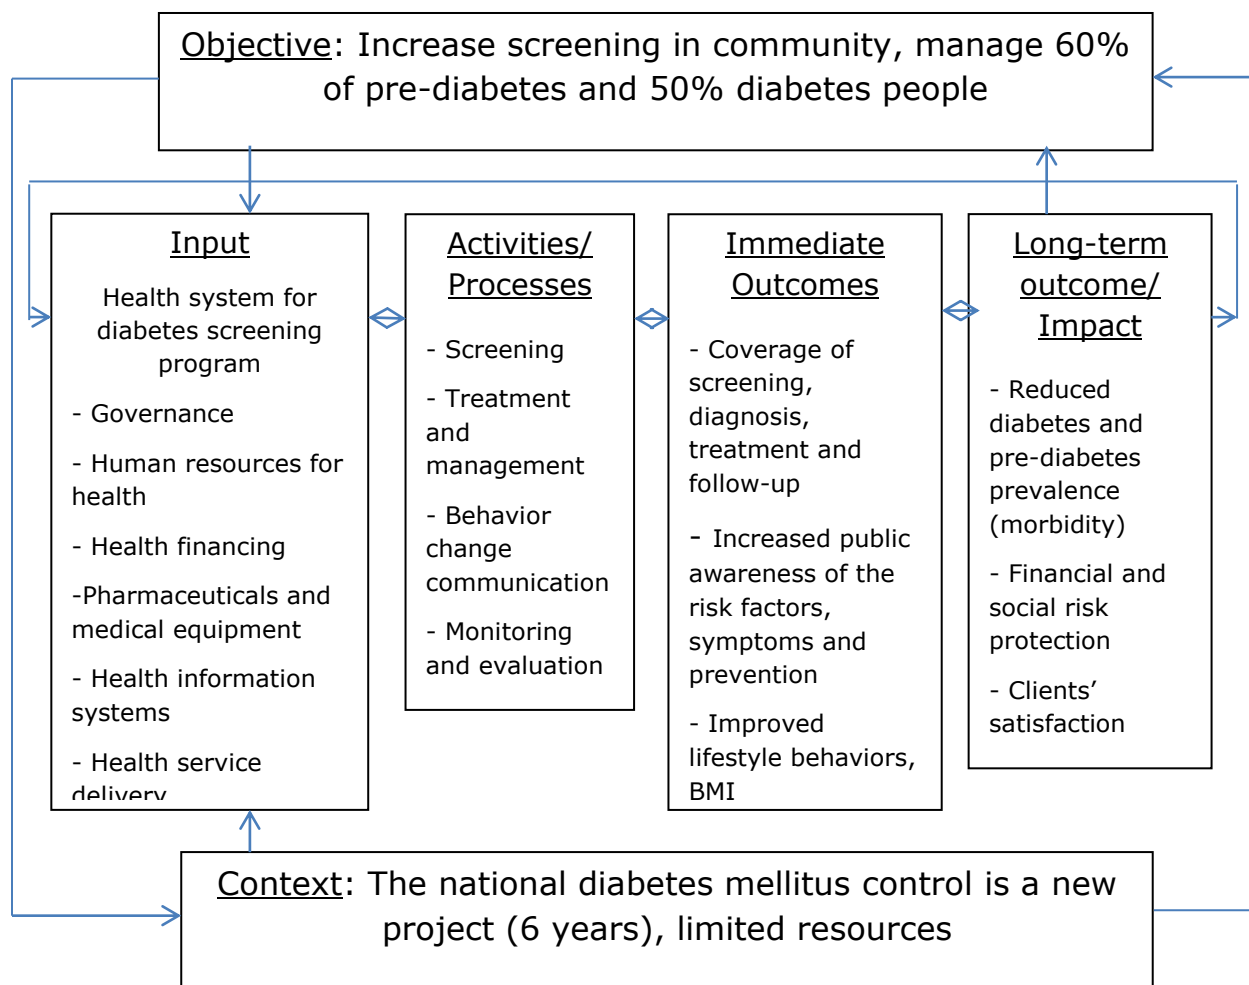 Objective: Increase screening in community, manage 60%
of pre-diabetes and 50% diabetes people
Input
Health system for
diabetes screening
program
- Governance
- Human resources for
health
- Health financing
-Pharmaceuticals and
medical equipment
- Health information
systems
- Health service
delivery
Activities/
Processes
- Screening
- Treatment
and
management
- Behavior
change
communication
- Monitoring
and evaluation
Immediate
Outcomes
- Coverage of
screening,
diagnosis,
treatment and
follow-up
- Increased public
awareness of the
risk factors,
symptoms and
prevention
- Improved
lifestyle behaviors,
BMI
Long-term
outcome/
Impact
- Reduced
diabetes and
pre-diabetes
prevalence
(morbidity)
- Financial and
social risk
protection
- Clients’
satisfaction
Context: The national diabetes mellitus control is a new
project (6 years), limited resources